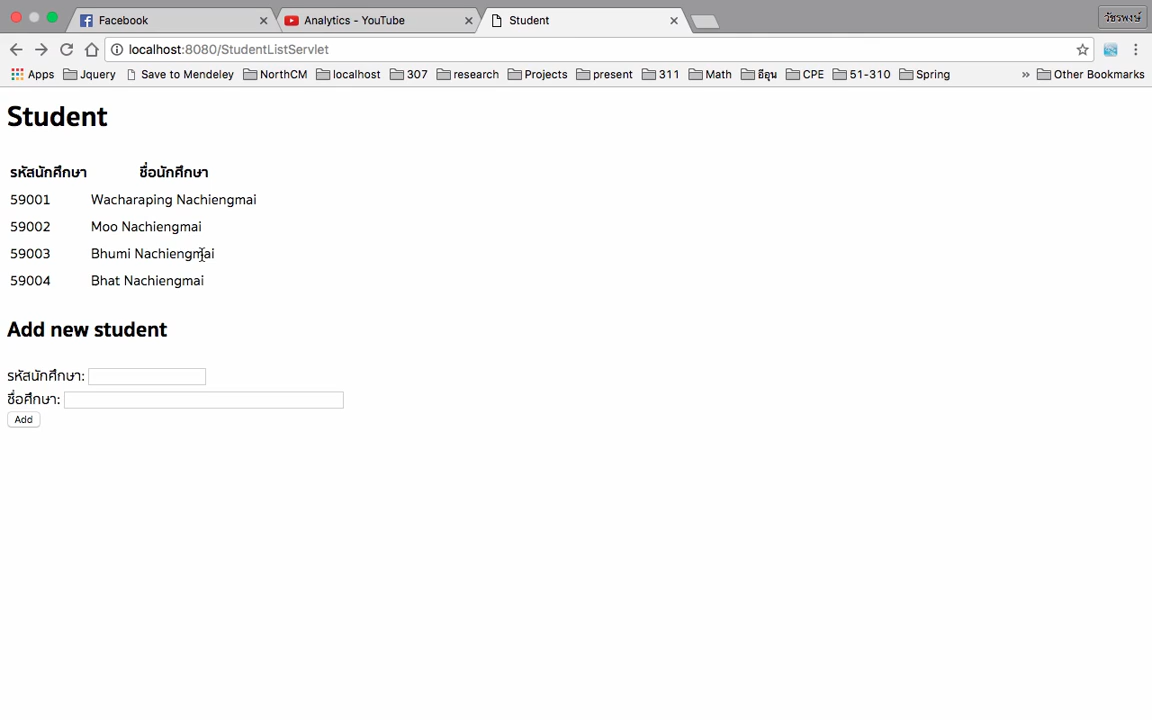 Facebook
Analytics - YouTube
Student
วัชรพงษ์
localhost:8080/StudentListServlet
Apps Jquery Save to Mendeley NorthCM localhost 307 research Projects present 311 Math อีอุน CPE 51-310 Spring » Other Bookmarks
Student
รหัสนักศึกษา ชื่อนักศึกษา
59001 Wacharaping Nachiengmai
59002 Moo Nachiengmai
59003 Bhumi Nachiengmai
59004 Bhat Nachiengmai
Add new student
รหัสนักศึกษา:
ชื่อศึกษา:
Add